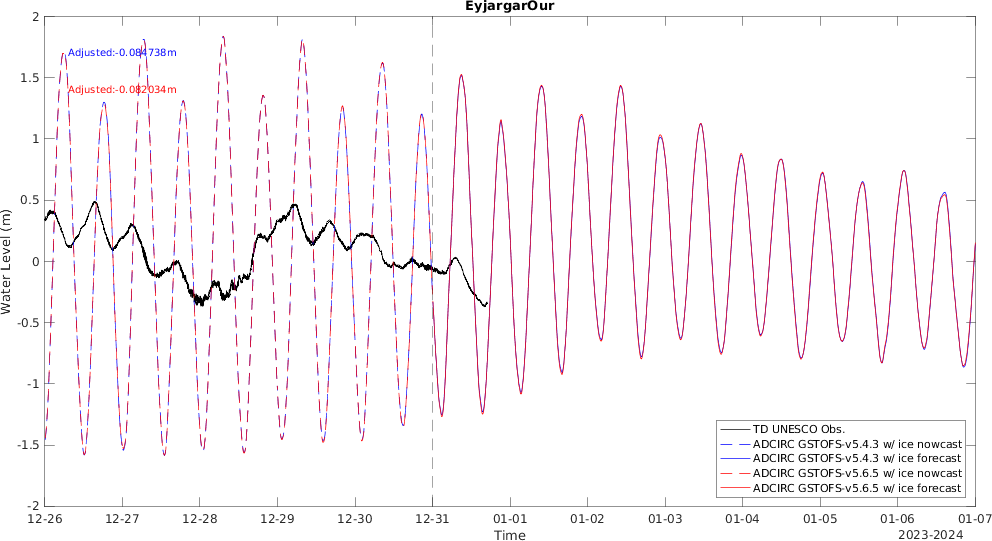 EyjargarOur
Adjusted:-0.084738m
Adjusted:-0.082034m
Water Level (m)
2
1.5
1
0.5
0
-0.5
-1
-1.5
-2
TD UNESCO Obs.
ADCIRC GSTOFS-v5.4.3 w/ ice nowcast
ADCIRC GSTOFS-v5.4.3 w/ ice forecast
ADCIRC GSTOFS-v5.6.5 w/ ice nowcast
ADCIRC GSTOFS-v5.6.5 w/ ice forecast
12-26 12-27 12-28 12-29 12-30 12-31 01-01 01-02 01-03 01-04 01-05 01-06 01-07
Time
2023-2024